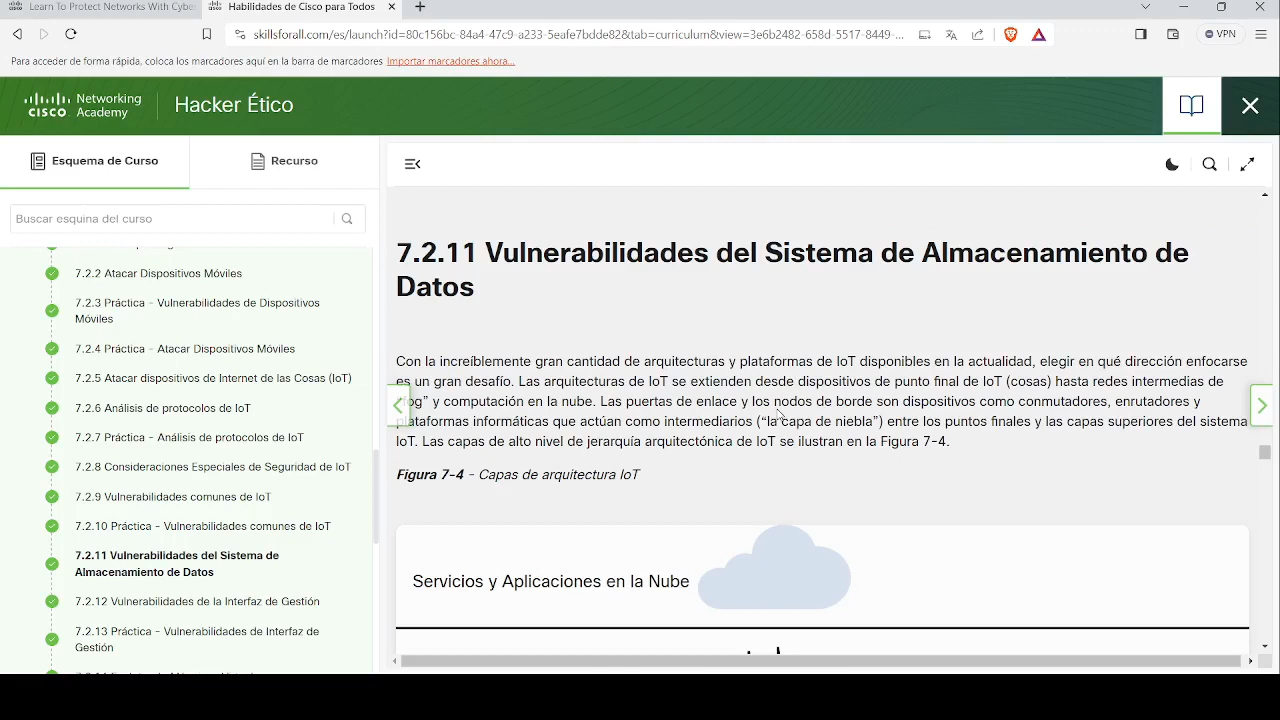 Learn To Protect Networks With Cyber
Habilidades de Cisco para Todos
skillsforall.com/es/launch?id=80c156bc-84a4-47c9-a233-5eafe7bdde82&tab=curriculum&view=3e6b2482-658d-5517-8449-...
VPN
Para acceder de forma rápida, coloca los marcadores aquí en la barra de marcadores Importar marcadores ahora...
CISCO Networking Academy
Hacker Ético
Esquema de Curso
Recurso
Buscar esquina del curso
7.2.2 Atacar Dispositivos Móviles
7.2.3 Práctica - Vulnerabilidades de Dispositivos
Móviles
7.2.4 Práctica - Atacar Dispositivos Móviles
7.2.5 Atacar dispositivos de Internet de las Cosas (IoT)
7.2.6 Análisis de protocolos de IoT
7.2.7 Práctica - Análisis de protocolos de IoT
7.2.8 Consideraciones Especiales de Seguridad de IoT
7.2.9 Vulnerabilidades comunes de IoT
7.2.10 Práctica - Vulnerabilidades comunes de IoT
7.2.11 Vulnerabilidades del Sistema de
Almacenamiento de Datos
7.2.12 Vulnerabilidades de la Interfaz de Gestión
7.2.13 Práctica - Vulnerabilidades de Interfaz de
Gestión
7.2.11 Vulnerabilidades del Sistema de Almacenamiento de
Datos
Con la increíblemente gran cantidad de arquitecturas y plataformas de IoT disponibles en la actualidad, elegir en qué dirección enfocarse
es un gran desafío. Las arquitecturas de IoT se extienden desde dispositivos de punto final de IoT (cosas) hasta redes intermedias de
fog” y computación en la nube. Las puertas de enlace y los nodos de borde son dispositivos como conmutadores, enrutadores y
plataformas informáticas que actúan como intermediarios (“la capa de niebla”) entre los puntos finales y las capas superiores del sistema
IoT. Las capas de alto nivel de jerarquía arquitectónica de IoT se ilustran en la Figura 7-4.
Figura 7-4 - Capas de arquitectura IoT
Servicios y Aplicaciones en la Nube